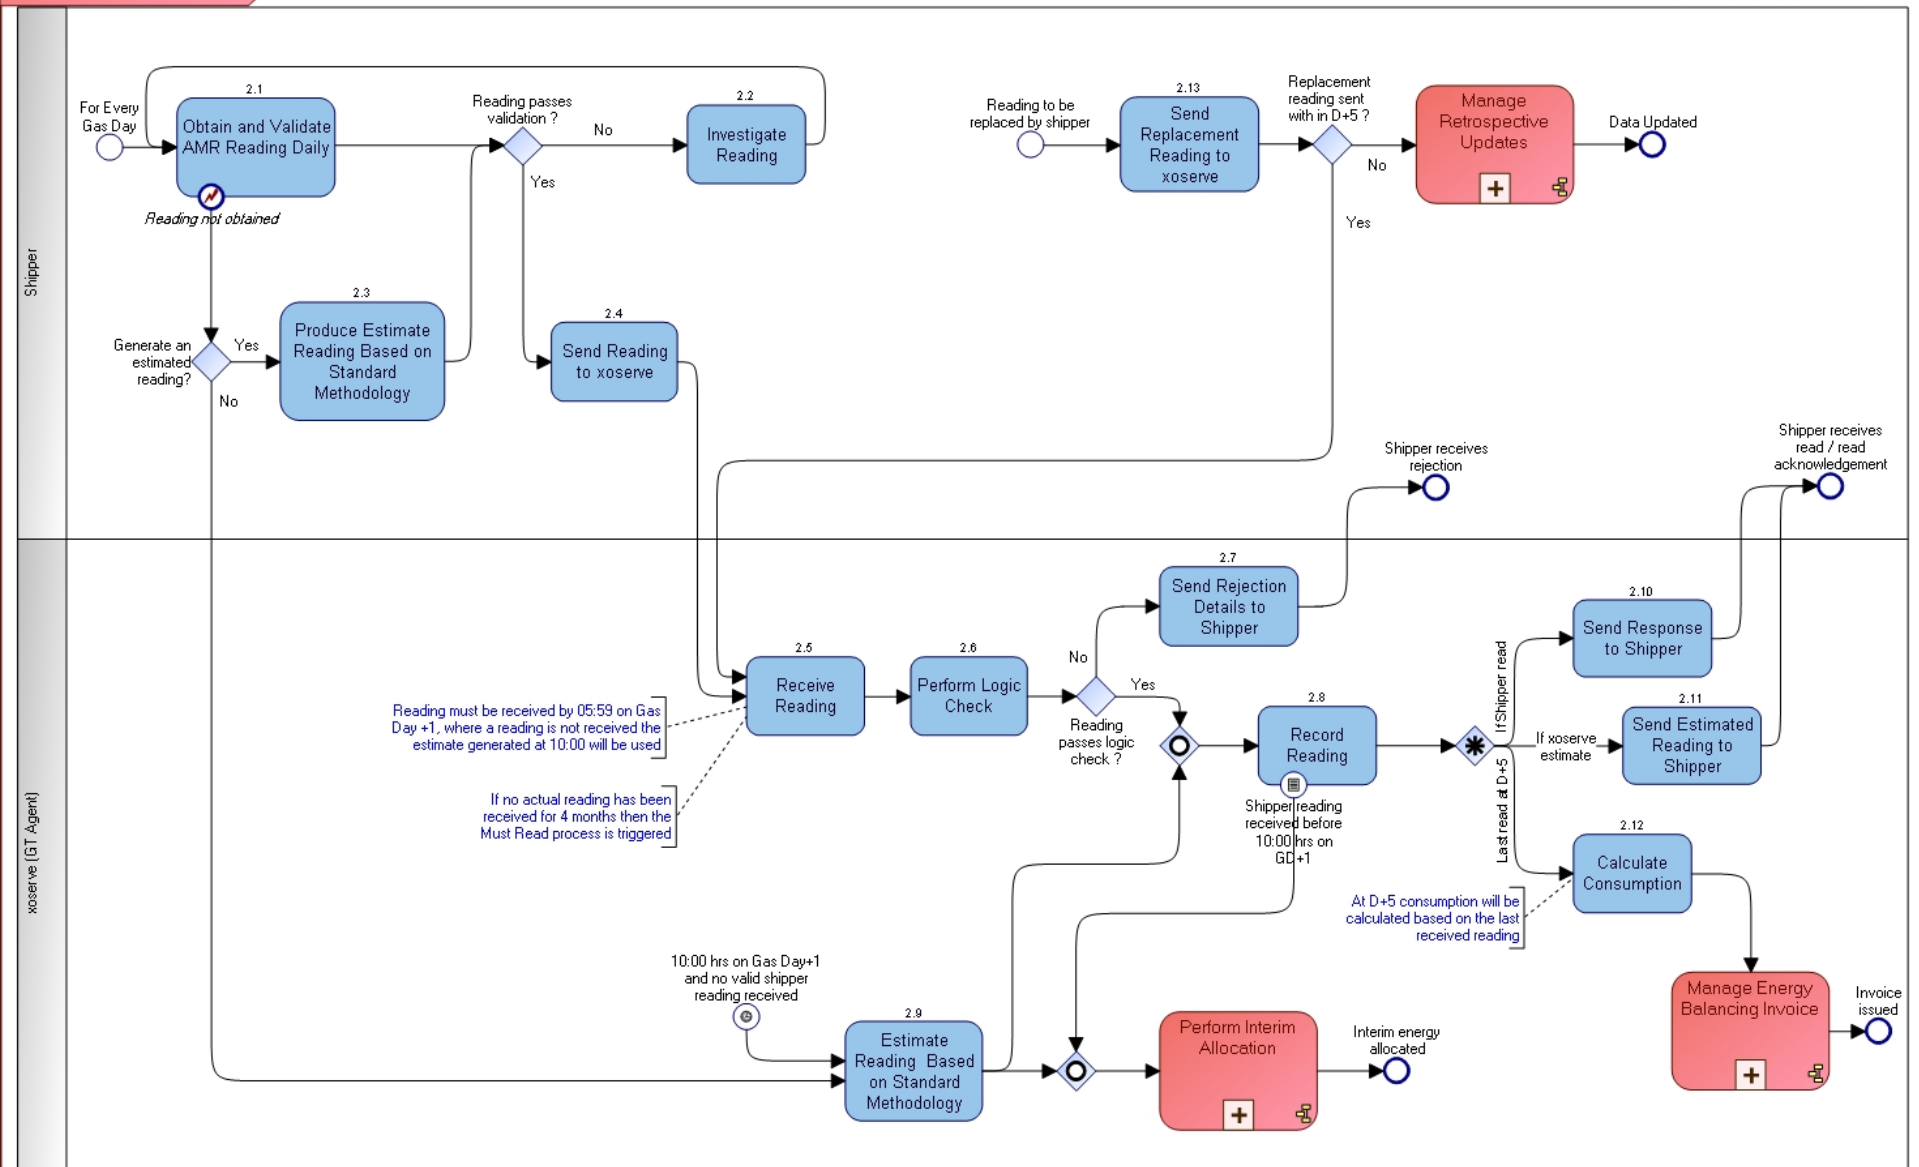 Shipper
For Every
Gas Day
2.1
Obtain and Validate
AMR Reading Daily
Reading not obtained
Reading passes
validation ?
No
Yes
2.2
Investigate
Reading
Generate an
estimated
reading?
Yes
No
2.3
Produce Estimate
Reading Based on
Standard
Methodology
2.4
Send Reading
to xoserve
Reading to be
replaced by shipper
2.13
Send
Replacement
Reading to
xoserve
Replacement
reading sent
with in D+5 ?
No
Yes
Manage
Retrospective
Updates
Data Updated
Shipper receives
rejection
Shipper receives
read / read
acknowledgement
xoserve (GT Agent)
Reading must be received by 05:59 on Gas
Day +1, where a reading is not received the
estimate generated at 10:00 will be used
If no actual reading has been
received for 4 months then the
Must Read process is triggered
2.5
Receive
Reading
2.6
Perform Logic
Check
No
Yes
Reading
passes logic
check ?
2.7
Send Rejection
Details to
Shipper
2.8
Record
Reading
Shipper reading
received before
10:00 hrs on
GD+1
If Shipper read
If xoserve
estimate
Last read at D+5
2.10
Send Response
to Shipper
2.11
Send Estimated
Reading to
Shipper
2.12
Calculate
Consumption
At D+5 consumption will be
calculated based on the last
received reading
Manage Energy
Balancing Invoice
Invoice
issued
10:00 hrs on Gas Day+1
and no valid shipper
reading received
2.9
Estimate
Reading Based
on Standard
Methodology
Perform Interim
Allocation
Interim energy
allocated